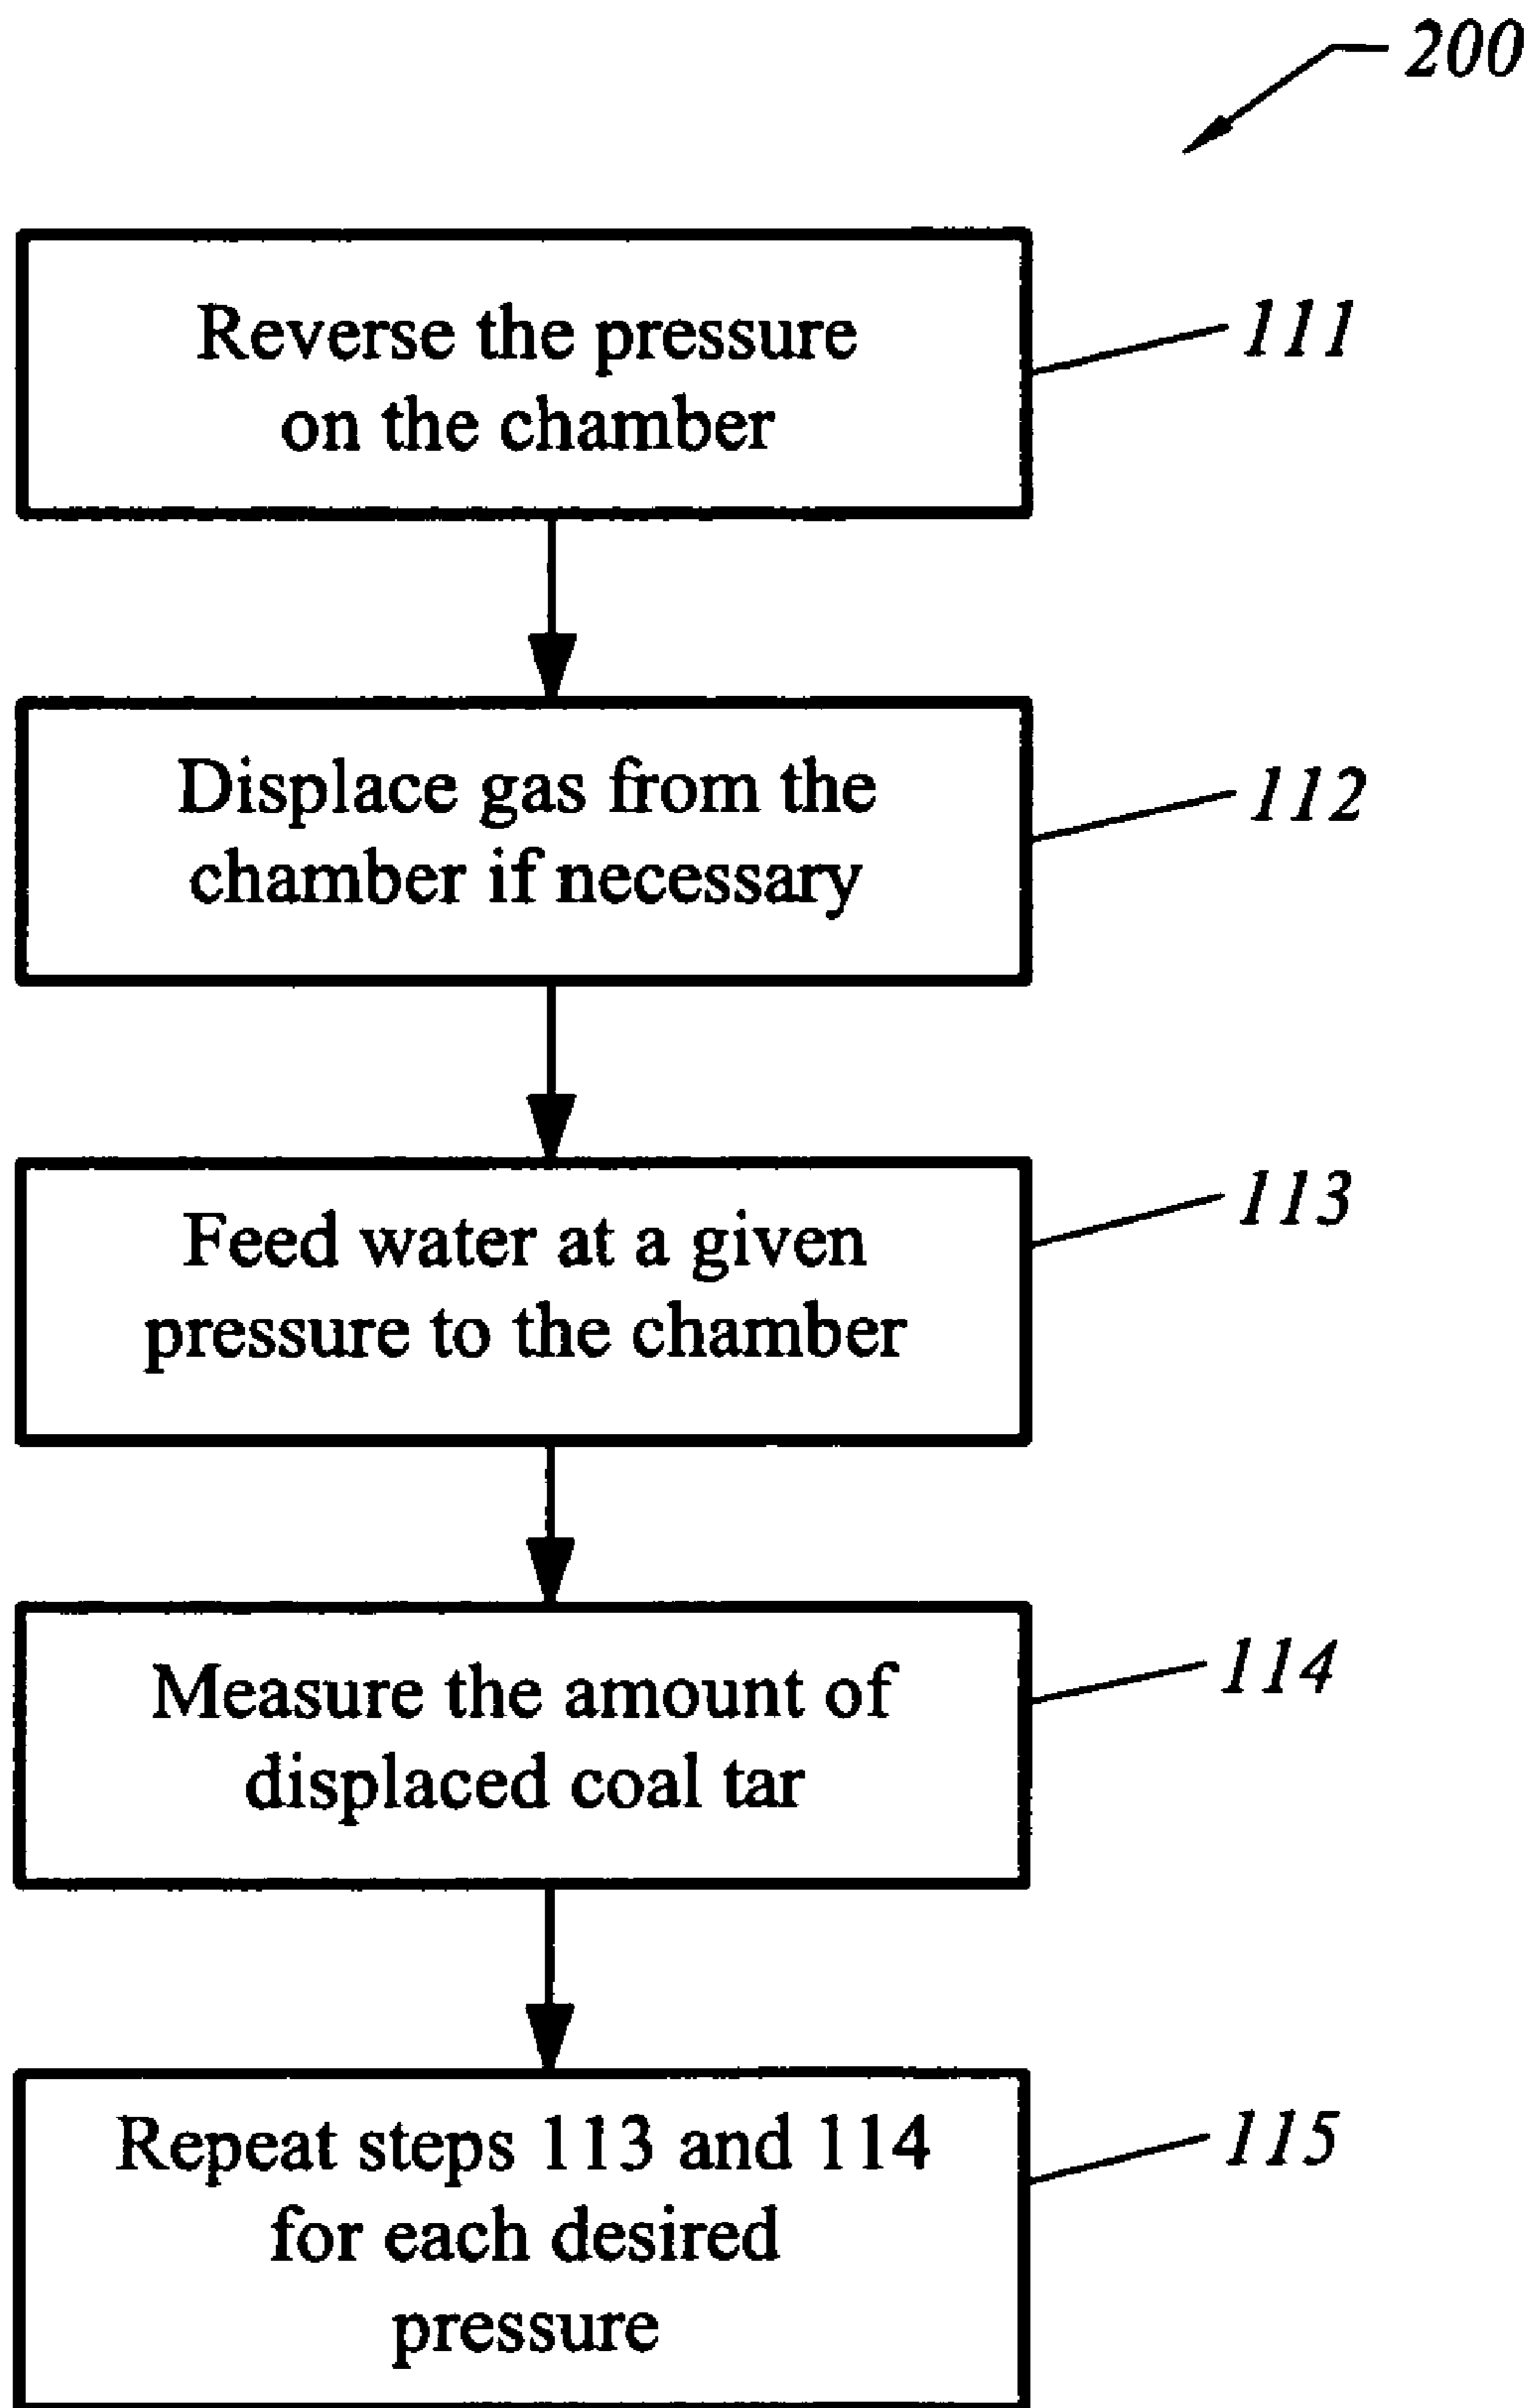 200
Reverse the pressure
on the chamber
111
Displace gas from the
chamber if necessary
112
Feed water at a given
pressure to the chamber
113
Measure the amount of
displaced coal tar
114
Repeat steps 113 and 114
for each desired
pressure
115